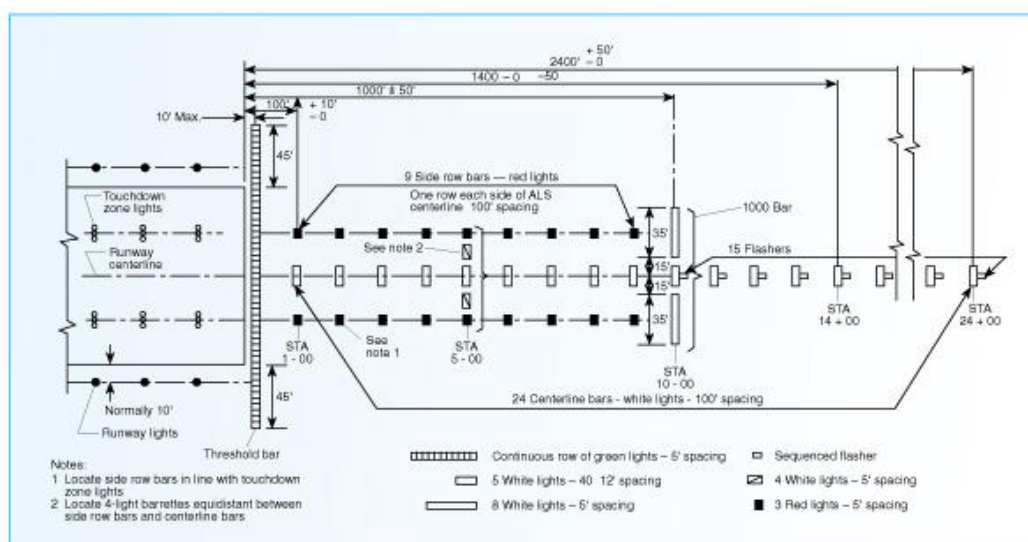 + 50'
2400' – 0
1400 – 0 –50
1000' ± 50'
100' + 10'
– 0
10' Max.
45'
9 Side row bars — red lights
One row each side of ALS
centerline 100' spacing
Touchdown
zone lights
35'
1000 Bar
See note 2
15 Flashers
Runway
centerline
15'
15'
35'
STA
1 - 00
See
note 1
STA
5 - 00
STA
10 - 00
STA
14 + 00
STA
24 + 00
45'
24 Centerline bars - white lights - 100' spacing
Normally 10'
Runway lights
Threshold bar
Notes:
1 Locate side row bars in line with touchdown
zone lights
2 Locate 4-light barrettes equidistant between
side row bars and centerline bars
Continuous row of green lights – 5' spacing
5 White lights – 40 12' spacing
8 White lights – 5' spacing
Sequenced flasher
4 White lights – 5' spacing
3 Red lights – 5' spacing